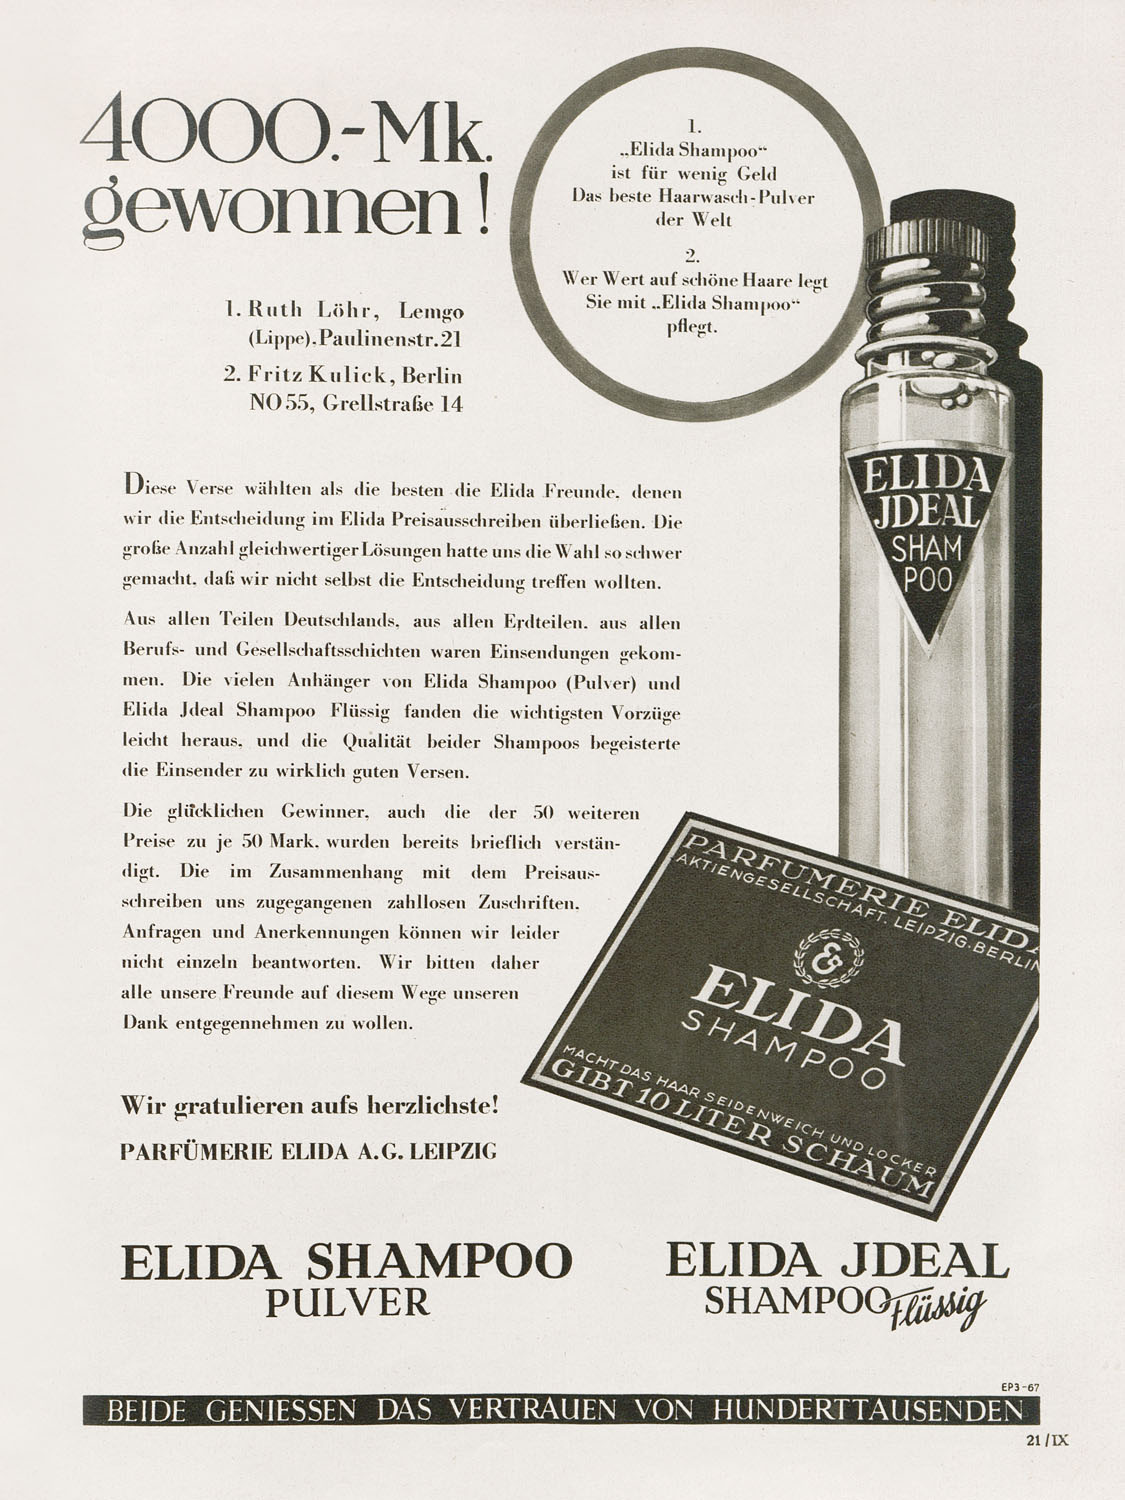 4000.-Mk.
gewonnen!
1.
„Elida Shampoo“
ist für wenig Geld
Das beste Haarwasch-Pulver
der Welt
2.
Wer Wert auf schöne Haare legt
Sie mit „Elida Shampoo“
pflegt.
1. Ruth Löhr, Lemgo
(Lippe), Paulinenstr. 21
2. Fritz Kulick, Berlin
NO 55, Grellstraße 14
Diese Verse wählten als die besten die Elida Freunde, denen
wir die Entscheidung im Elida Preisausschreiben überließen. Die
große Anzahl gleichwertiger Lösungen hatte uns die Wahl so schwer
gemacht, daß wir nicht selbst die Entscheidung treffen wollten.
Aus allen Teilen Deutschlands, aus allen Erdteilen, aus allen
Berufs- und Gesellschaftsschichten waren Einsendungen gekom-
men. Die vielen Anhänger von Elida Shampoo (Pulver) und
Elida Jdeal Shampoo Flüssig fanden die wichtigsten Vorzüge
leicht heraus, und die Qualität beider Shampoos begeisterte
die Einsender zu wirklich guten Versen.
Die glücklichen Gewinner, auch die der 50 weiteren
Preise zu je 50 Mark, wurden bereits brieflich verstän-
digt. Die im Zusammenhang mit dem Preisaus-
schreiben uns zugegangenen zahllosen Zuschriften,
Anfragen und Anerkennungen können wir leider
nicht einzeln beantworten. Wir bitten daher
alle unsere Freunde auf diesem Wege unseren
Dank entgegennehmen zu wollen.
Wir gratulieren aufs herzlichste!
PARFÜMERIE ELIDA A.G. LEIPZIG
ELIDA
JDEAL
SHAM
POO
PARFUMERIE ELIDA
AKTIENGESELLSCHAFT. LEIPZIG-BERLIN
E
ELIDA
SHAMPOO
MACHT DAS HAAR SEIDENWEICH UND LOCKER
GIBT 10 LITER SCHAUM
ELIDA SHAMPOO
PULVER
ELIDA JDEAL
SHAMPOO Flüssig
EP3-67
BEIDE GENIESSEN DAS VERTRAUEN VON HUNDERTTAUSENDEN
21/IX